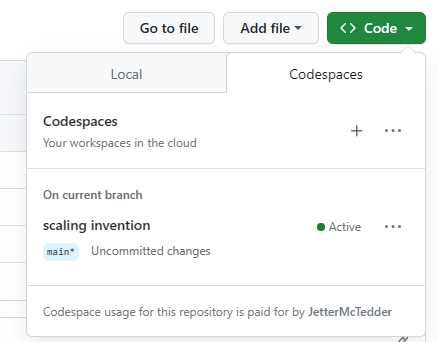 Go to file Add file Code
Local Codespaces
Codespaces
Your workspaces in the cloud
On current branch
scaling invention Active
main* Uncommitted changes
Codespace usage for this repository is paid for by JetterMcTedder